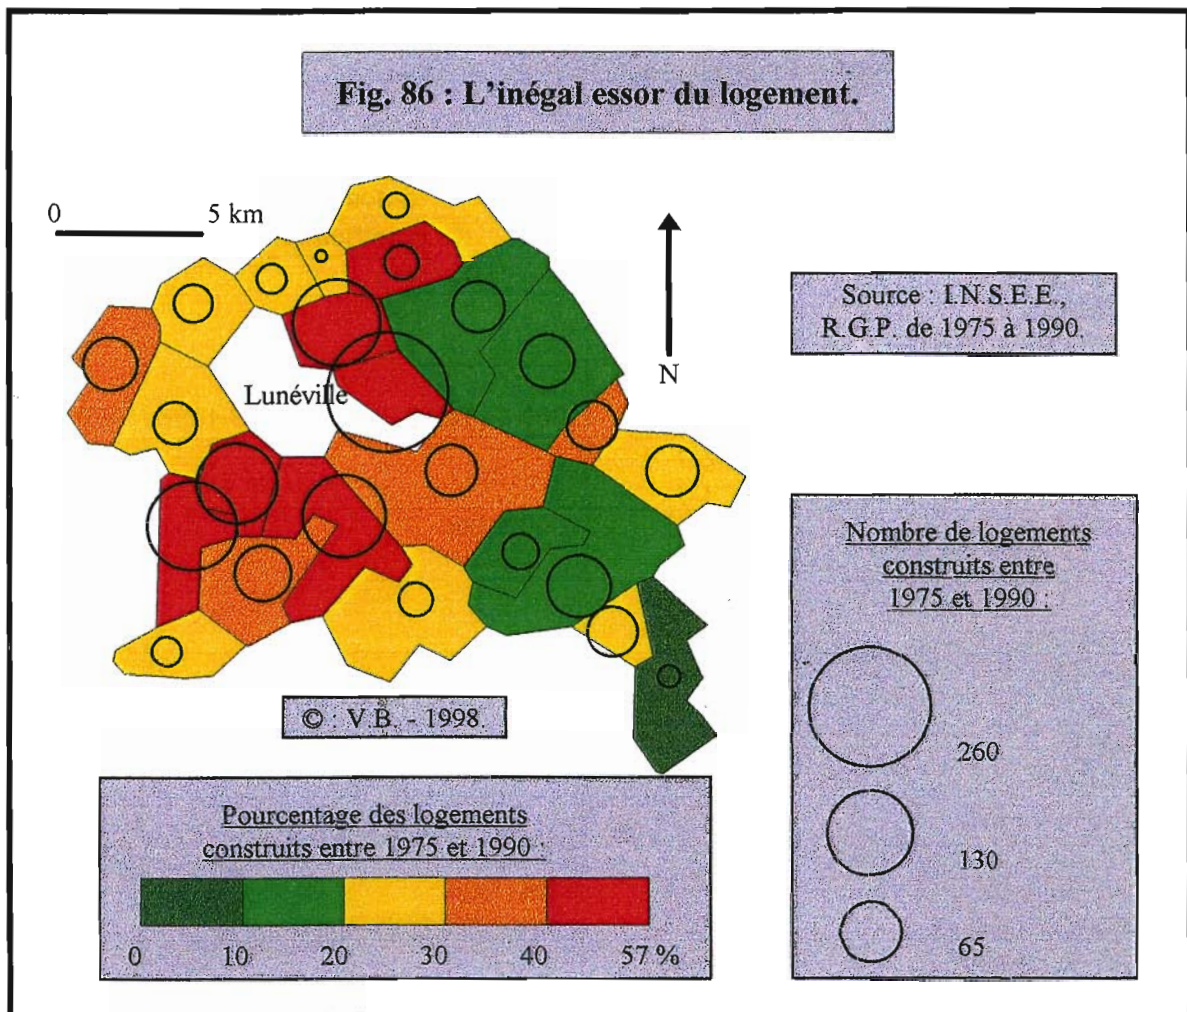 Fig. 86 : L'inégal essor du logement.
0 5 km
N
Source : I.N.S.E.E.,
R.G.P. de 1975 à 1990.
Lunéville
Nombre de logements
construits entre
1975 et 1990 :
260
130
65
© : V.B. - 1998.
Pourcentage des logements
construits entre 1975 et 1990 :
0 10 20 30 40 57 %